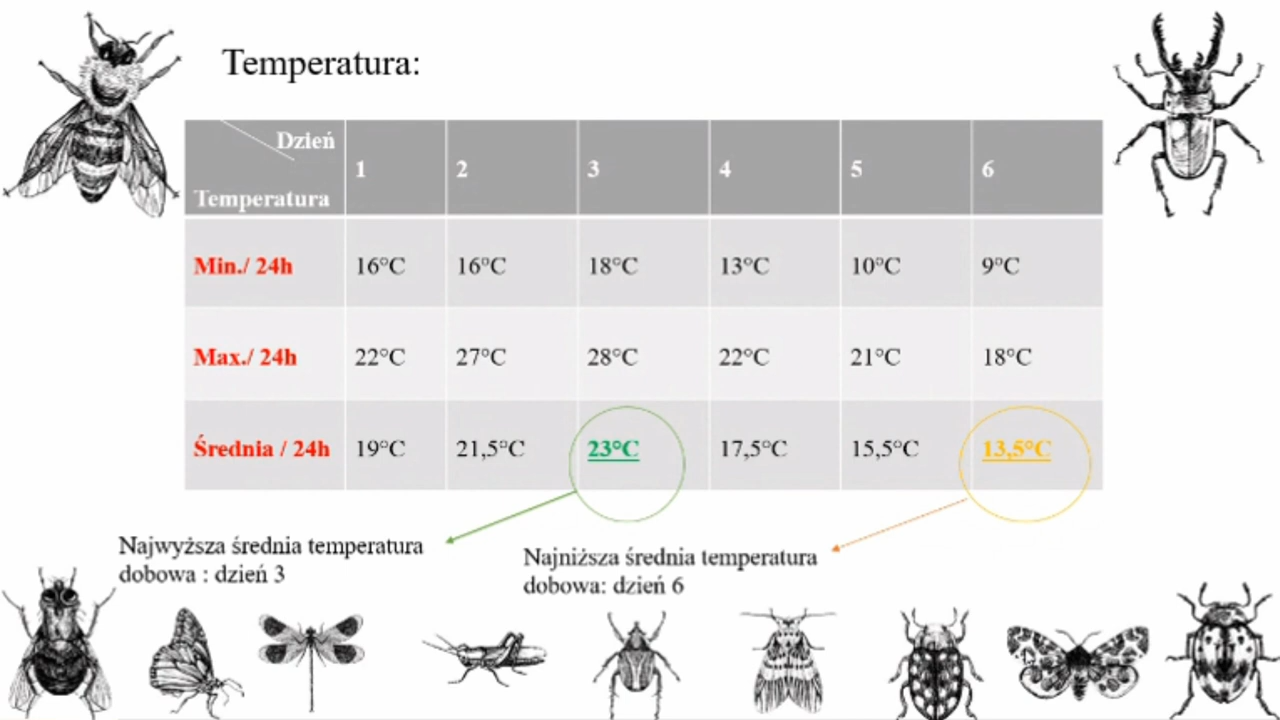 Temperatura:
Dzień
Temperatura
1 2 3 4 5 6
Min./ 24h 16°C 16°C 18°C 13°C 10°C 9°C
Max./ 24h 22°C 27°C 28°C 22°C 21°C 18°C
Średnia / 24h 19°C 21,5°C 23°C 17,5°C 15,5°C 13,5°C
Najwyższa średnia temperatura
dobowa : dzień 3
Najniższa średnia temperatura
dobowa: dzień 6